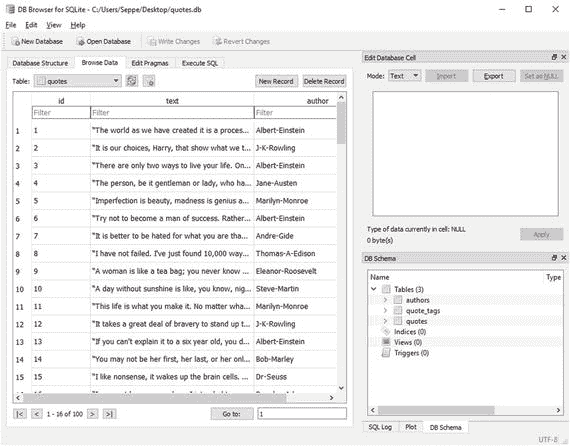 DB Browser for SQLite - C:/Users/Seppe/Desktop/quotes.db
File Edit View Help
New Database Open Database Write Changes Revert Changes
Database Structure Browse Data Edit Pragmas Execute SQL
Table: quotes New Record Delete Record
id text author
Filter Filter Filter
1 1 “The world as we have created it is a proces... Albert-Einstein
2 2 “It is our choices, Harry, that show what we t... J-K-Rowling
3 3 “There are only two ways to live your life. On... Albert-Einstein
4 4 “The person, be it gentleman or lady, who ha... Jane-Austen
5 5 “Imperfection is beauty, madness is genius a... Marilyn-Monroe
6 6 “Try not to become a man of success. Rather... Albert-Einstein
7 7 “It is better to be hated for what you are tha... Andre-Gide
8 8 “I have not failed. I've just found 10,000 way... Thomas-A-Edison
9 9 “A woman is like a tea bag; you never know ... Eleanor-Roosevelt
10 10 “A day without sunshine is like, you know, nig... Steve-Martin
11 11 “This life is what you make it. No matter wha... Marilyn-Monroe
12 12 “It takes a great deal of bravery to stand up t... J-K-Rowling
13 13 “If you can't explain it to a six year old, you d... Albert-Einstein
14 14 “You may not be her first, her last, or her onl... Bob-Marley
15 15 “I like nonsense, it wakes up the brain cells. ... Dr-Seuss
|< < 1 - 16 of 100 > >| Go to: 1
Edit Database Cell
Mode: Text Import Export Set as NULL
Type of data currently in cell: NULL
0 byte(s)
Apply
DB Schema
Name Type
Tables (3)
authors
quote_tags
quotes
Indices (0)
Views (0)
Triggers (0)
SQL Log Plot DB Schema
UTF-8